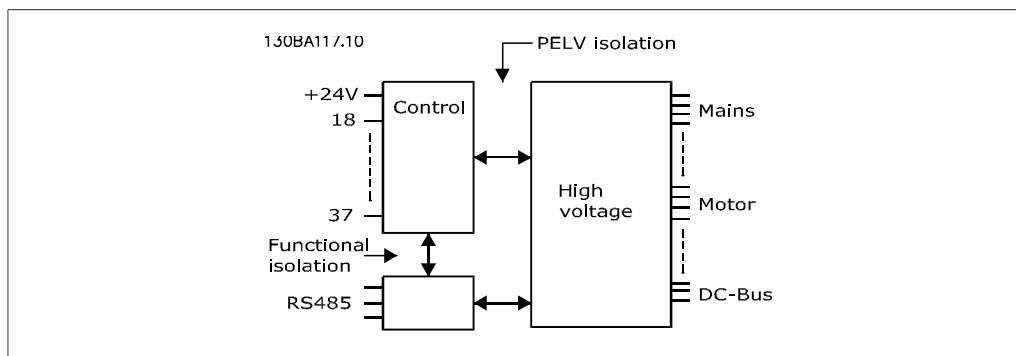 130BA117.10
PELV isolation
+24V
Control
18
Mains
37
High
voltage
Motor
Functional
isolation
RS485
DC-Bus